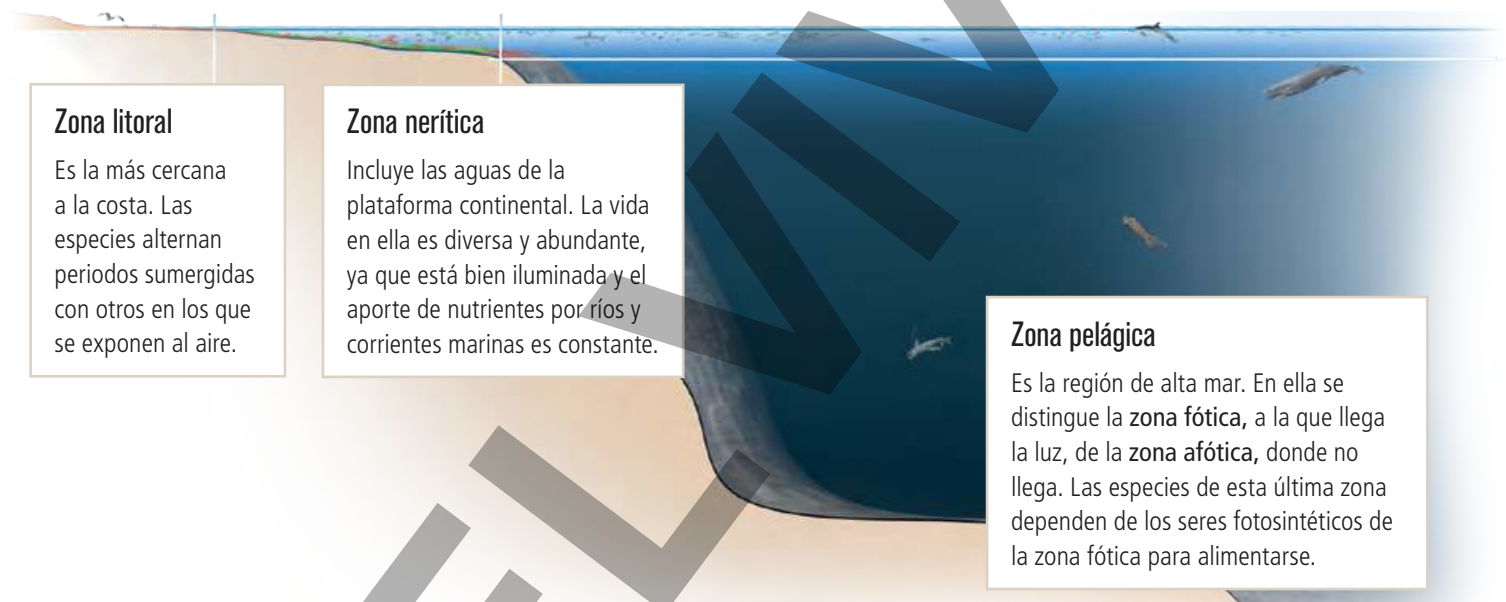 Zona litoral
Es la más cercana
a la costa. Las
especies alternan
periodos sumergidas
con otros en los que
se exponen al aire.
Zona nerítica
Incluye las aguas de la
plataforma continental. La vida
en ella es diversa y abundante,
ya que está bien iluminada y el
aporte de nutrientes por ríos y
corrientes marinas es constante.
Zona pelágica
Es la región de alta mar. En ella se
distingue la zona fótica, a la que llega
la luz, de la zona afótica, donde no
llega. Las especies de esta última zona
dependen de los seres fotosintéticos de
la zona fótica para alimentarse.